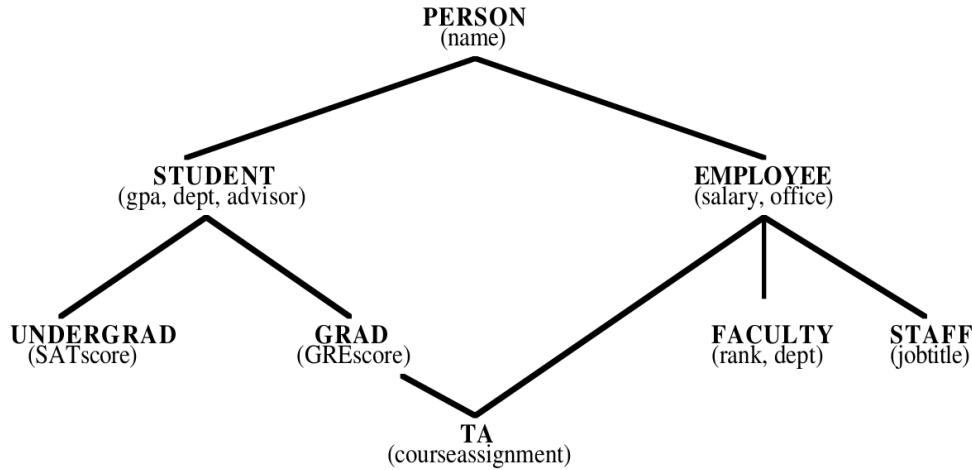 PERSON
(name)
STUDENT
(gpa, dept, advisor)
EMPLOYEE
(salary, office)
UNDERGRAD
(SATscore)
GRAD
(GREscore)
FACULTY
(rank, dept)
STAFF
(jobtitle)
TA
(courseassignment)